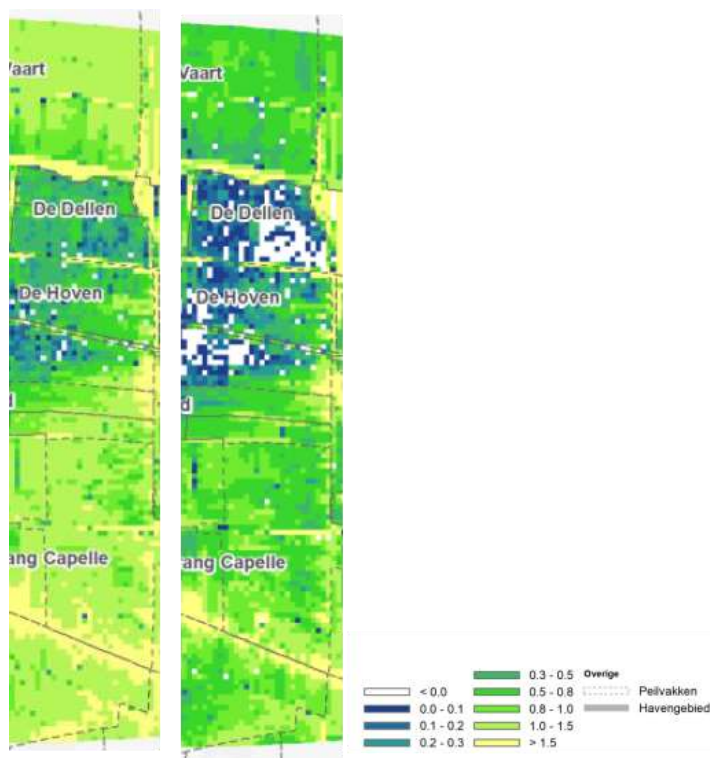 Vaart
De Dellen
De Hoven
d
ang Capelle
Vaart
De Dellen
De Hoven
d
rang Capelle
< 0.0
0.0 - 0.1
0.1 - 0.2
0.2 - 0.3
0.3 - 0.5
0.5 - 0.8
0.8 - 1.0
1.0 - 1.5
> 1.5
Overige
Peilvakken
Havengebied